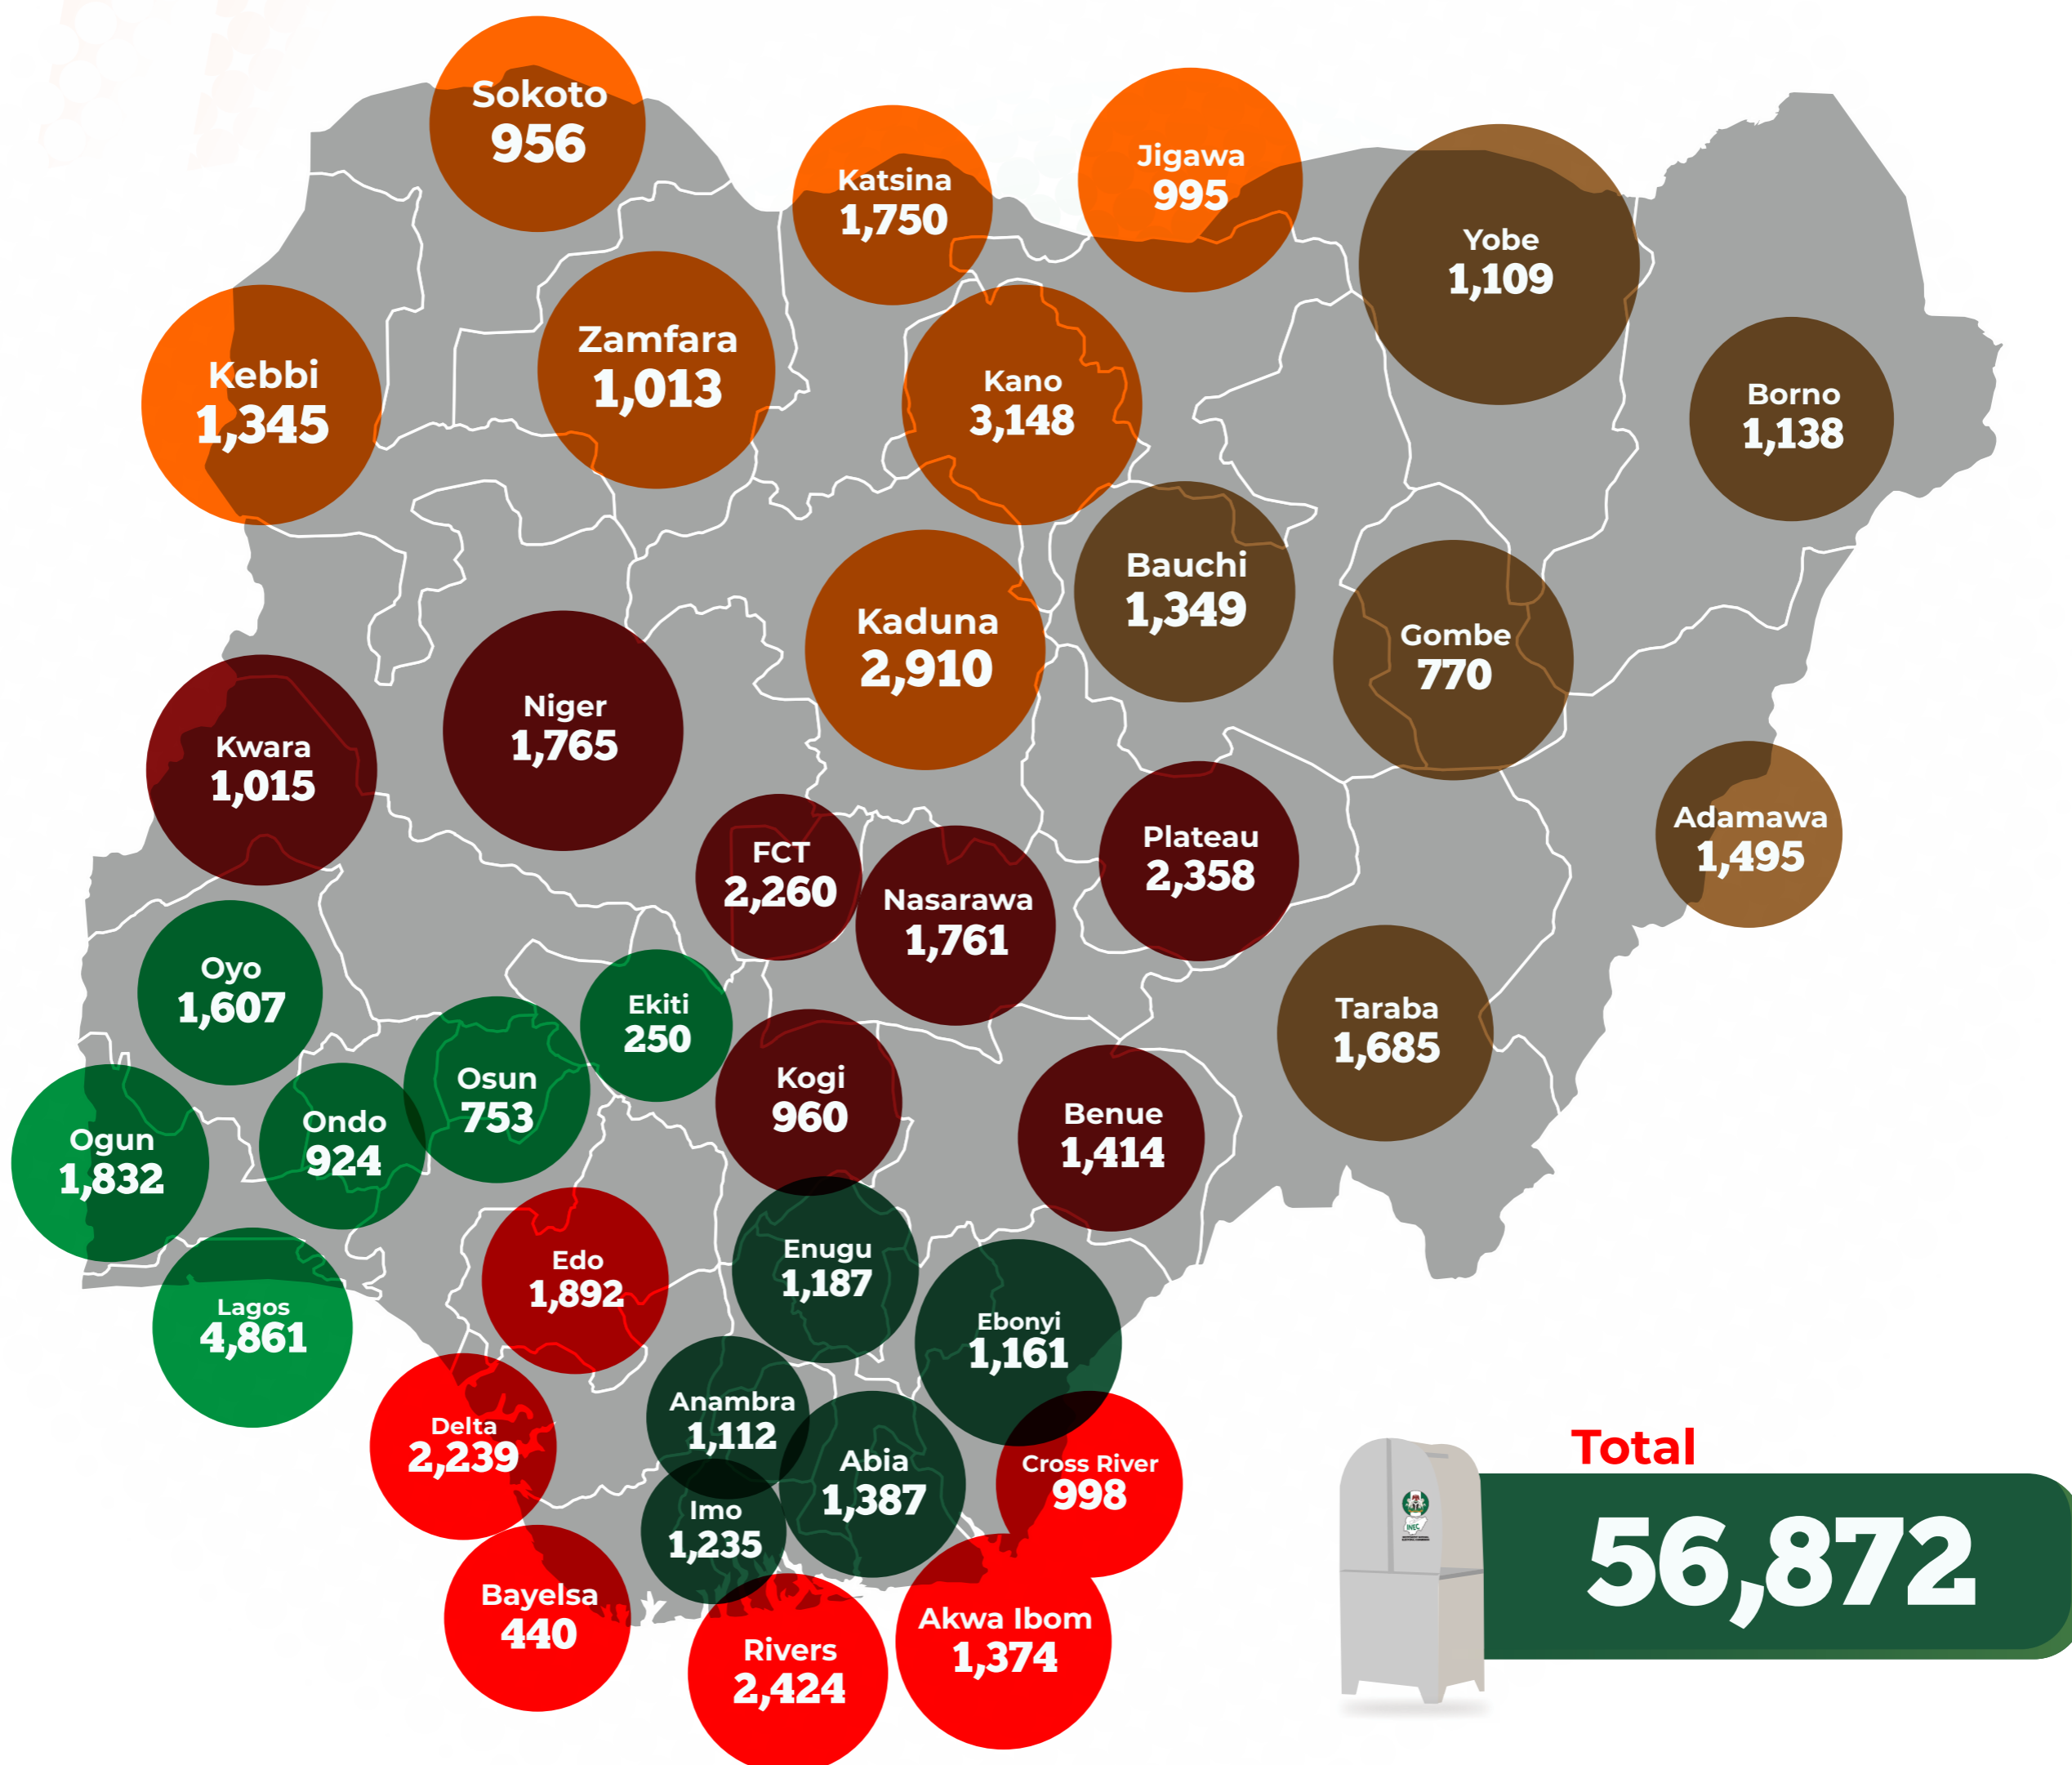 Sokoto
956
Katsina
1,750
Jigawa
995
Yobe
1,109
Kebbi
1,345
Zamfara
1,013
Kano
3,148
Borno
1,138
Kaduna
2,910
Bauchi
1,349
Gombe
770
Kwara
1,015
Niger
1,765
FCT
2,260
Nasarawa
1,761
Plateau
2,358
Adamawa
1,495
Oyo
1,607
Ekiti
250
Taraba
1,685
Osun
753
Kogi
960
Benue
1,414
Ogun
1,832
Ondo
924
Edo
1,892
Enugu
1,187
Lagos
4,861
Ebonyi
1,161
Anambra
1,112
Delta
2,239
Abia
1,387
Cross River
998
Imo
1,235
Bayelsa
440
Rivers
2,424
Akwa Ibom
1,374
Total
56,872
INEC